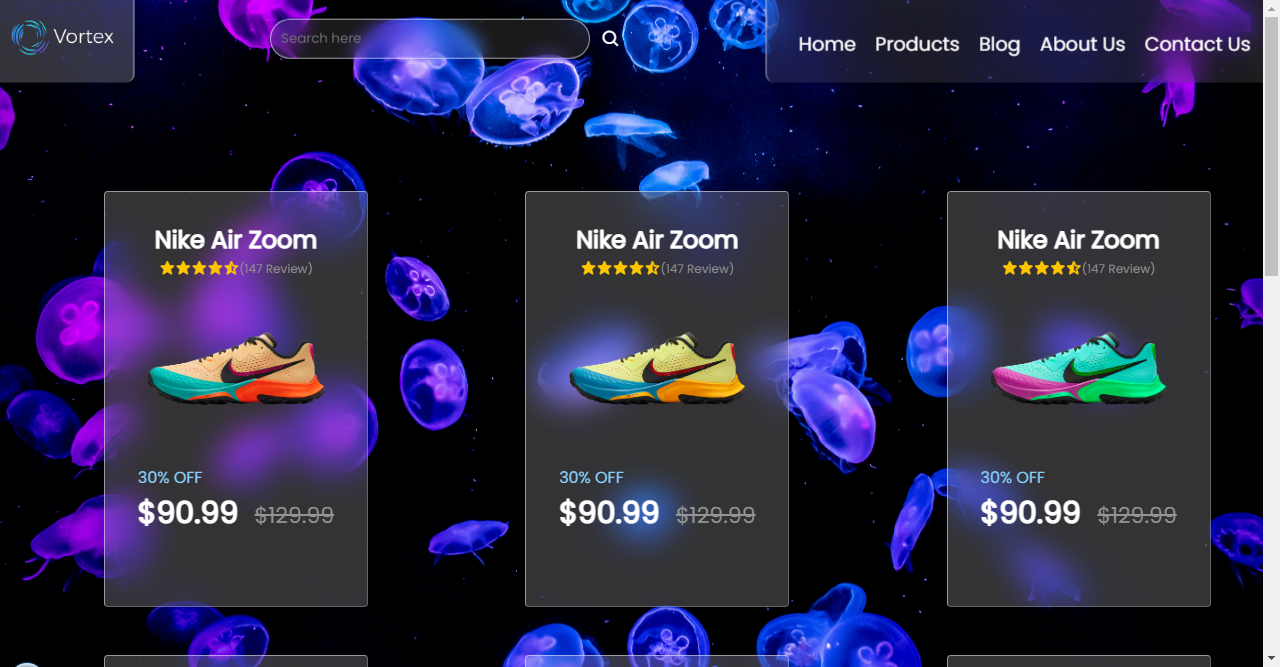 Vortex
Search here
Home Products Blog About Us Contact Us
Nike Air Zoom
(147 Review)
30% OFF
$90.99 $129.99
Nike Air Zoom
(147 Review)
30% OFF
$90.99 $129.99
Nike Air Zoom
(147 Review)
30% OFF
$90.99 $129.99